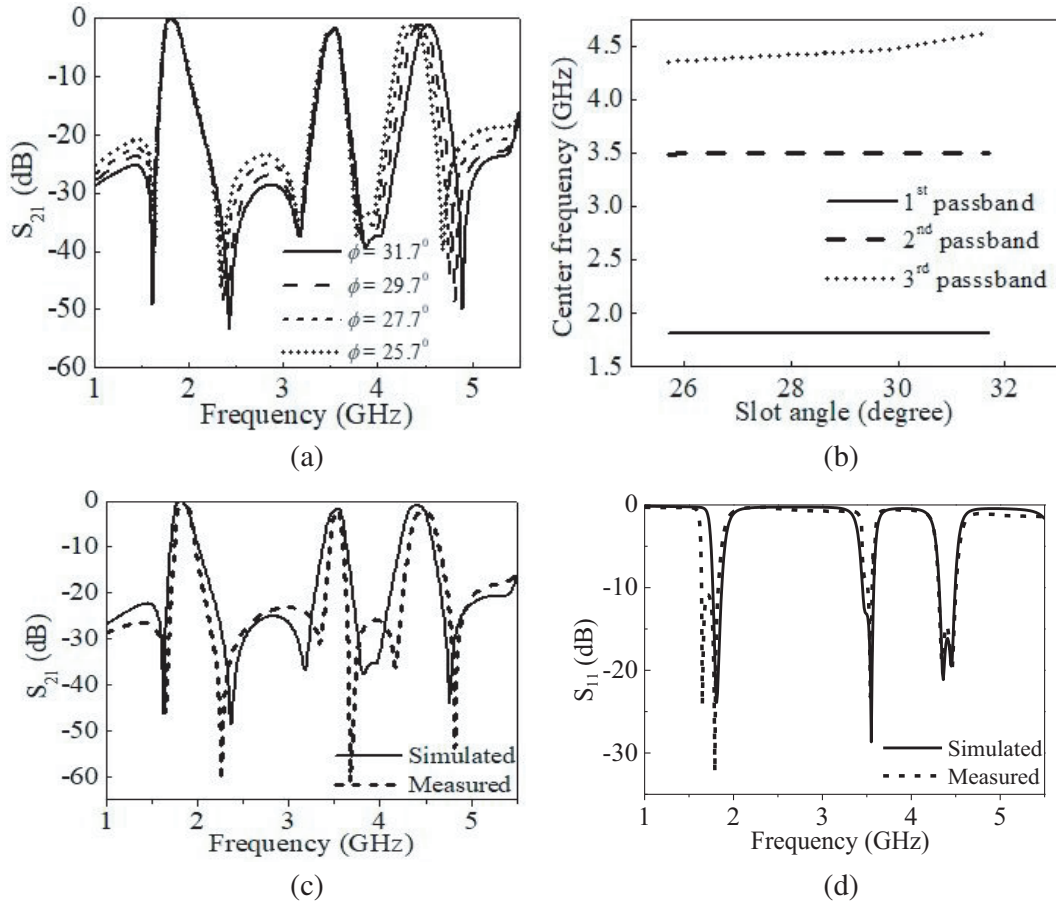 0
-10
-20
-30
-40
-50
-60
S21 (dB)
ϕ = 31.7°
ϕ = 29.7°
ϕ = 27.7°
ϕ = 25.7°
1 2 3 4 5
Frequency (GHz)
(a)
4.5
4.0
3.5
3.0
2.5
2.0
1.5
Center frequency (GHz)
1st passband
2nd passband
3rd passsband
26 28 30 32
Slot angle (degree)
(b)
0
-10
-20
-30
-40
-50
-60
S21 (dB)
Simulated
Measured
1 2 3 4 5
Frequency (GHz)
(c)
0
-10
-20
-30
S11 (dB)
Simulated
Measured
1 2 3 4 5
Frequency (GHz)
(d)